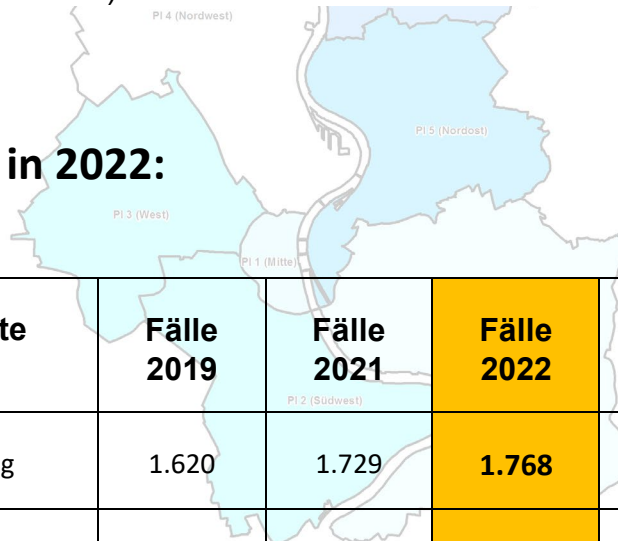 PI 4 (Nordwest)
PI 5 (Nordost)
in 2022:
PI 3 (West)
PI 1 (Mitte)
te Fälle 2019 Fälle 2021 Fälle 2022
PI 2 (Südwest)
g 1.620 1.729 1.768